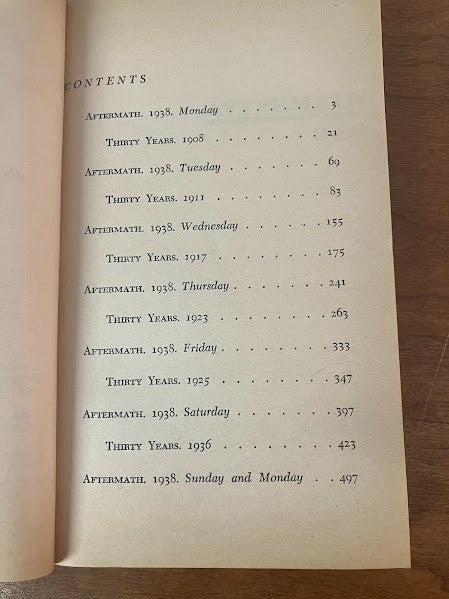 CONTENTS
AFTERMATH. 1938. Monday . . . . . . . 3
THIRTY YEARS. 1908 . . . . . . . . 21
AFTERMATH. 1938. Tuesday . . . . . . . 69
THIRTY YEARS. 1911 . . . . . . . . 83
AFTERMATH. 1938. Wednesday . . . . . . 155
THIRTY YEARS. 1917 . . . . . . . . 175
AFTERMATH. 1938. Thursday . . . . . . . 241
THIRTY YEARS. 1923 . . . . . . . . 263
AFTERMATH. 1938. Friday . . . . . . . . 333
THIRTY YEARS. 1925 . . . . . . . . 347
AFTERMATH. 1938. Saturday . . . . . . . 397
THIRTY YEARS. 1936 . . . . . . . . 423
AFTERMATH. 1938. Sunday and Monday . . 497